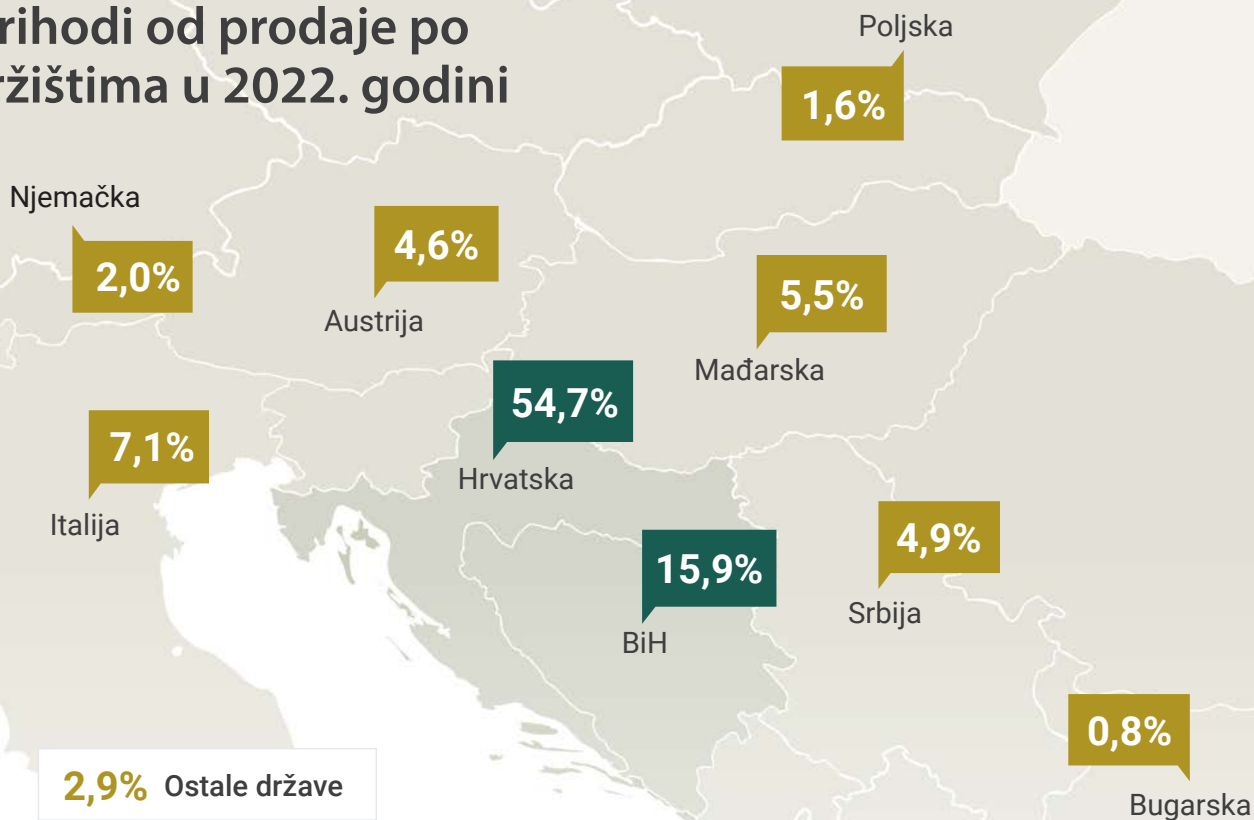 rihodi od prodaje po
ržištima u 2022. godini
Poljska
1,6%
Njemačka
2,0%
4,6%
Austrija
5,5%
Mađarska
54,7%
Hrvatska
7,1%
Italija
15,9%
BiH
4,9%
Srbija
0,8%
Bugarska
2,9% Ostale države